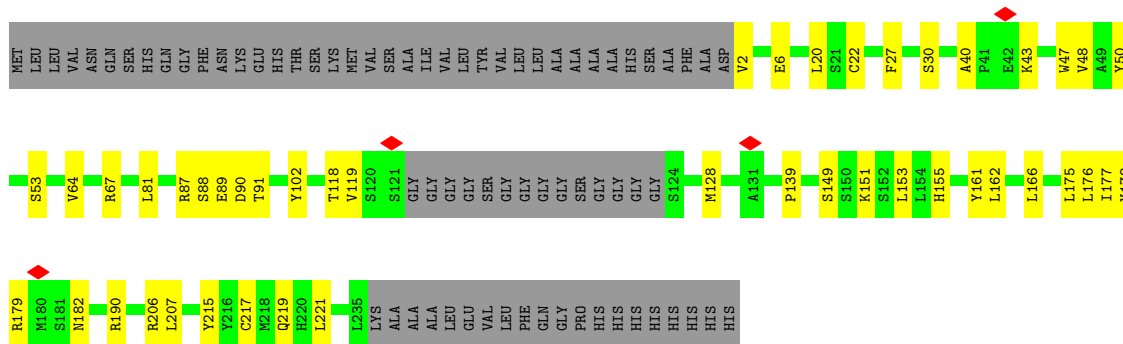 MET LEU LEU VAL ASN GLN SER HIS GLN GLY PHE ASN LYS GLU HIS THR SER LYS MET VAL SER ALA ILE VAL LEU TYR VAL LEU LEU ALA ALA ALA ALA HIS SER ALA PHE ALA ASP V2 E6 L20 S21 C22 F27 S30 A40 P41 E42 K43 W47 V48 A49 Y50
S53 V64 R67 L81 R87 S88 E89 D90 T91 Y102 T118 V119 S120 S121 GLY GLY GLY GLY SER GLY GLY GLY GLY SER GLY GLY GLY GLY S124 M128 A131 P139 S149 S150 K151 S152 L153 L154 H155 Y161 L162 L166 L175 L176 I177
R179 M180 S181 N182 R190 R206 L207 Y215 Y216 C217 M218 Q219 H220 L221 L235 LYS ALA ALA ALA LEU GLU VAL LEU PHE GLN GLY PRO HIS HIS HIS HIS HIS HIS HIS HIS